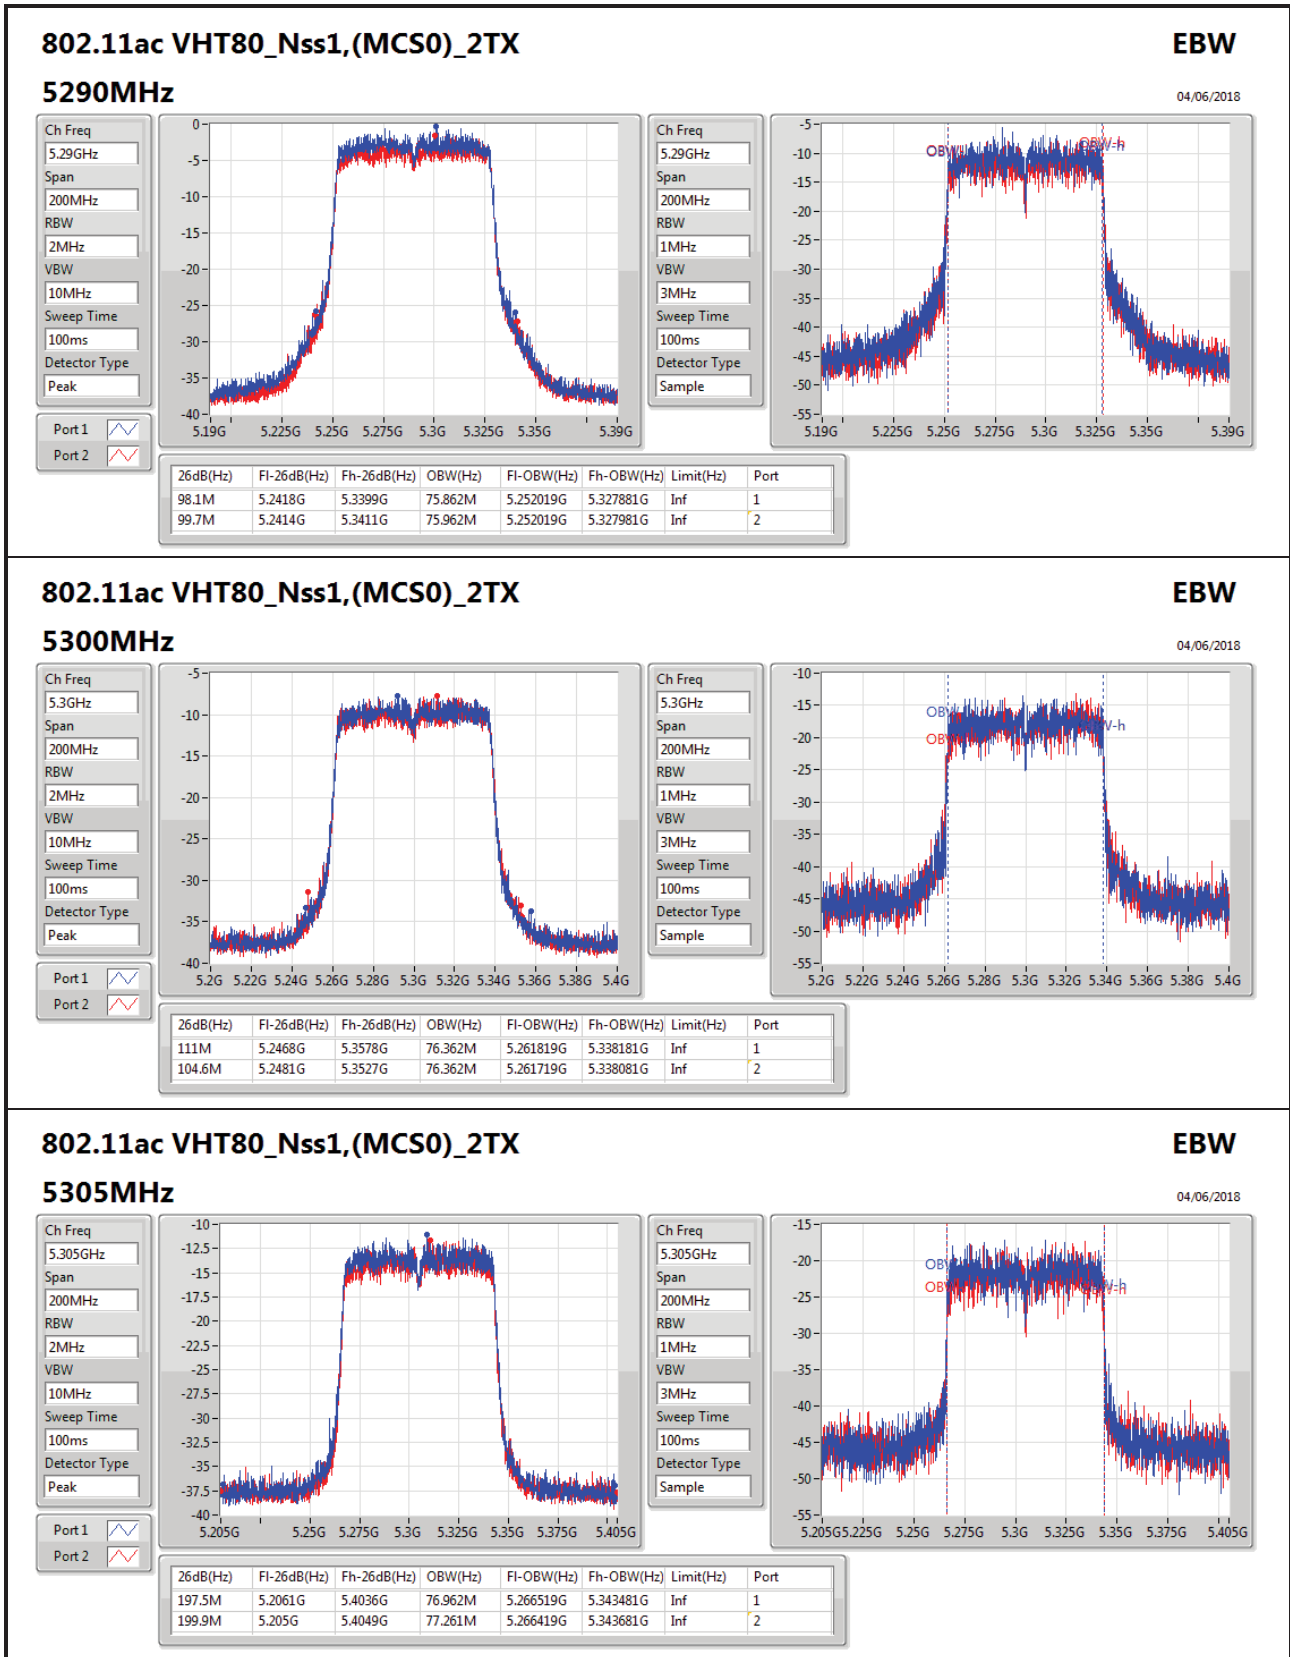 802.11ac VHT80_Nss1,(MCS0)_2TX EBW
5290MHz 04/06/2018
Ch Freq
5.29GHz
Span
200MHz
RBW
2MHz
VBW
10MHz
Sweep Time
100ms
Detector Type
Peak
Port 1
Port 2
0
-5
-10
-15
-20
-25
-30
-35
-40
5.19G 5.225G 5.25G 5.275G 5.3G 5.325G 5.35G 5.39G
Ch Freq
5.29GHz
Span
200MHz
RBW
1MHz
VBW
3MHz
Sweep Time
100ms
Detector Type
Sample
-5
-10
-15
-20
-25
-30
-35
-40
-45
-50
-55
OBW-h
5.19G 5.225G 5.25G 5.275G 5.3G 5.325G 5.35G 5.39G
26dB(Hz) Fl-26dB(Hz) Fh-26dB(Hz) OBW(Hz) Fl-OBW(Hz) Fh-OBW(Hz) Limit(Hz) Port
98.1M 5.2418G 5.3399G 75.862M 5.252019G 5.327881G Inf 1
99.7M 5.2414G 5.3411G 75.962M 5.252019G 5.327981G Inf 2
802.11ac VHT80_Nss1,(MCS0)_2TX EBW
5300MHz 04/06/2018
Ch Freq
5.3GHz
Span
200MHz
RBW
2MHz
VBW
10MHz
Sweep Time
100ms
Detector Type
Peak
Port 1
Port 2
-5
-10
-15
-20
-25
-30
-35
-40
5.2G 5.22G 5.24G 5.26G 5.28G 5.3G 5.32G 5.34G 5.36G 5.38G 5.4G
Ch Freq
5.3GHz
Span
200MHz
RBW
1MHz
VBW
3MHz
Sweep Time
100ms
Detector Type
Sample
-10
-15
-20
-25
-30
-35
-40
-45
-50
-55
5.2G 5.22G 5.24G 5.26G 5.28G 5.3G 5.32G 5.34G 5.36G 5.38G 5.4G
26dB(Hz) Fl-26dB(Hz) Fh-26dB(Hz) OBW(Hz) Fl-OBW(Hz) Fh-OBW(Hz) Limit(Hz) Port
111M 5.2468G 5.3578G 76.362M 5.261819G 5.338181G Inf 1
104.6M 5.2481G 5.3527G 76.362M 5.261719G 5.338081G Inf 2
802.11ac VHT80_Nss1,(MCS0)_2TX EBW
5305MHz 04/06/2018
Ch Freq
5.305GHz
Span
200MHz
RBW
2MHz
VBW
10MHz
Sweep Time
100ms
Detector Type
Peak
Port 1
Port 2
-10
-12.5
-15
-17.5
-20
-22.5
-25
-27.5
-30
-32.5
-35
-37.5
-40
5.205G 5.25G 5.275G 5.3G 5.325G 5.35G 5.375G 5.405G
Ch Freq
5.305GHz
Span
200MHz
RBW
1MHz
VBW
3MHz
Sweep Time
100ms
Detector Type
Sample
-15
-20
-25
-30
-35
-40
-45
-50
-55
5.205G 5.225G 5.25G 5.275G 5.3G 5.325G 5.35G 5.375G 5.405G
26dB(Hz) Fl-26dB(Hz) Fh-26dB(Hz) OBW(Hz) Fl-OBW(Hz) Fh-OBW(Hz) Limit(Hz) Port
197.5M 5.2061G 5.4036G 76.962M 5.266519G 5.343481G Inf 1
199.9M 5.205G 5.4049G 77.261M 5.266419G 5.343681G Inf 2